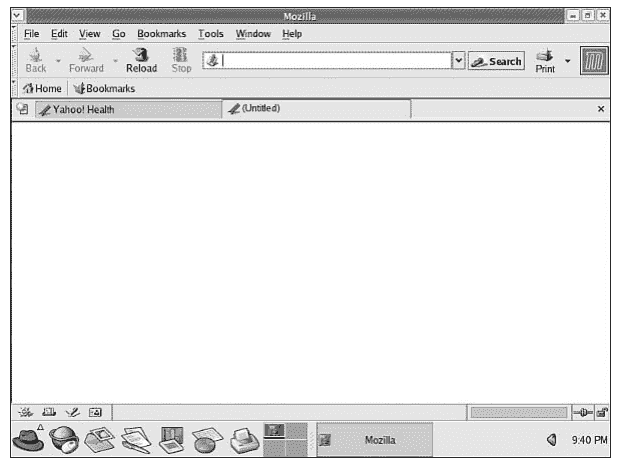 Mozilla
File Edit View Go Bookmarks Tools Window Help
Back Forward Reload Stop Search Print
Home Bookmarks
Yahoo! Health (Untitled)
Mozilla 9:40 PM